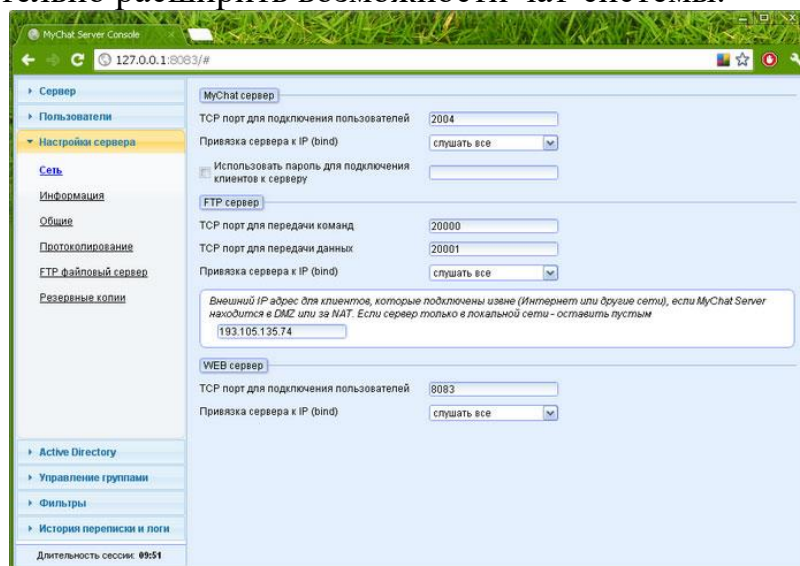 тельно расширить возможности чат-системы.
MyChat Server Console
127.0.0.1:8083/#
Сервер
Пользователи
Настройки сервера
Сеть
Информация
Общие
Протоколирование
FTP файловый сервер
Резервные копии
Active Directory
Управление группами
Фильтры
История переписки и логи
Длительность сессии: 09:51
MyChat сервер
TCP порт для подключения пользователей 2004
Привязка сервера к IP (bind) слушать все
Использовать пароль для подключения
клиентов к серверу
FTP сервер
TCP порт для передачи команд 20000
TCP порт для передачи данных 20001
Привязка сервера к IP (bind) слушать все
Внешний IP адрес для клиентов, которые подключены извне (Интернет или другие сети), если MyChat Server
находится в DMZ или за NAT. Если сервер только в локальной сети - оставить пустым
193.105.135.74
WEB сервер
TCP порт для подключения пользователей 8083
Привязка сервера к IP (bind) слушать все